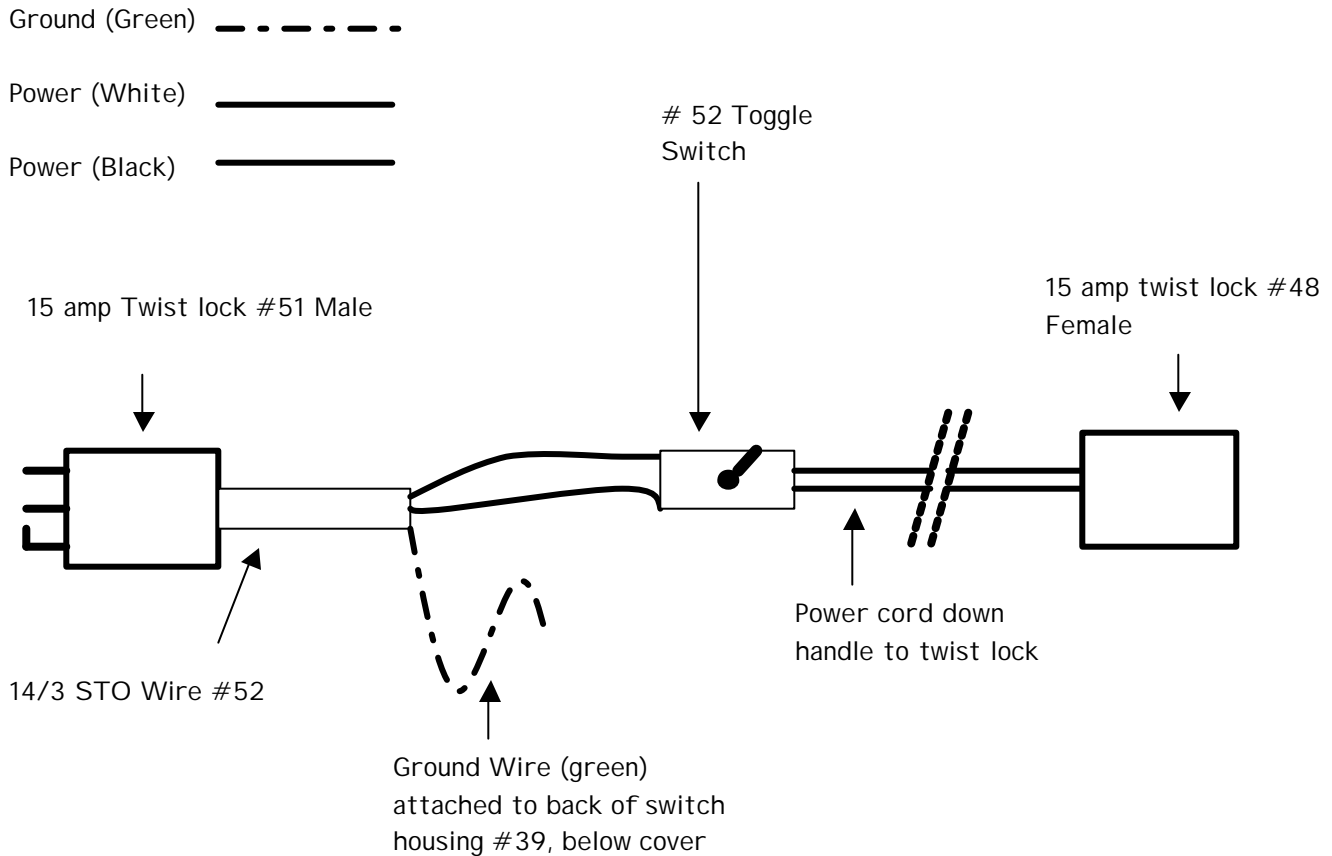 Ground (Green)
Power (White)
Power (Black)
# 52 Toggle
Switch
15 amp Twist lock #51 Male
15 amp twist lock #48
Female
14/3 STO Wire #52
Power cord down
handle to twist lock
Ground Wire (green)
attached to back of switch
housing #39, below cover